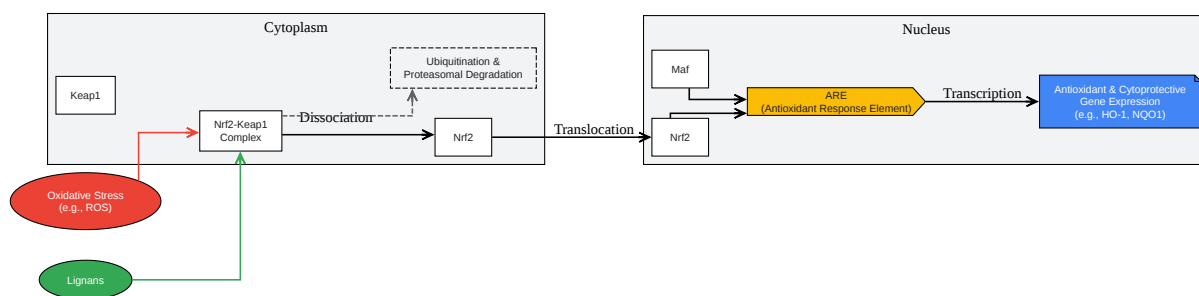 Cytoplasm
Nucleus
Ubiquitination &
Proteasomal Degradation
Keap1
Nrf2-Keap1
Complex
Dissociation
Nrf2
Translocation
Maf
Nrf2
ARE
(Antioxidant Response Element)
Transcription
Antioxidant & Cytoprotective
Gene Expression
(e.g., HO-1, NQO1)
Oxidative Stress
(e.g., ROS)
Lignans